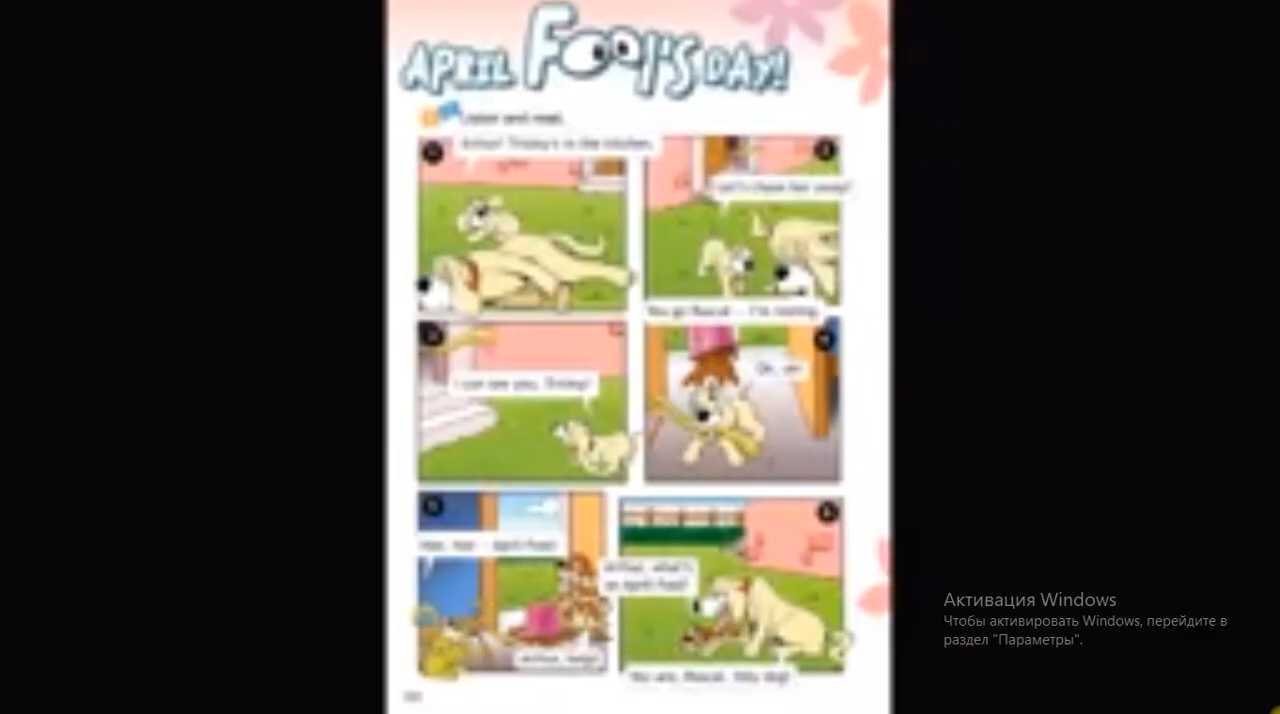 APRIL FOOL'S DAY!
Listen and read.
Arthur! Tricky's in the kitchen.
Let's chase her away!
You go Rascal - I'm resting.
I can see you, Tricky!
Oh, no!
Hee, hee - April Fool!
Arthur, help!
Arthur, what's
an April Fool?
You are, Rascal. Silly dog!
Активация Windows
Чтобы активировать Windows, перейдите в
раздел "Параметры".